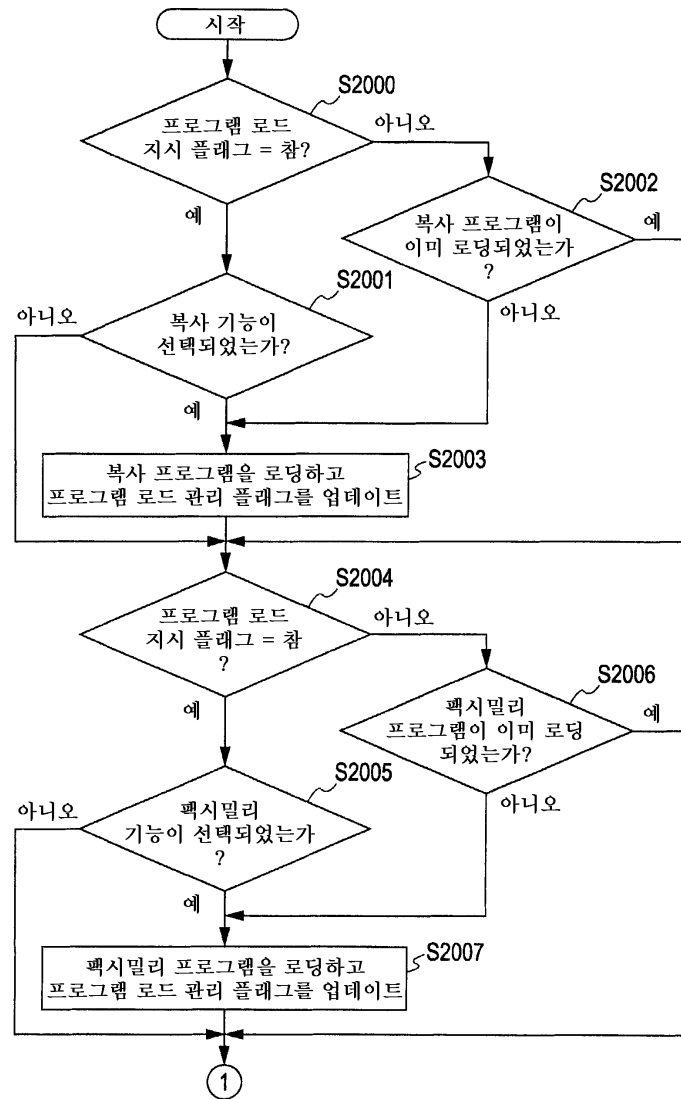 시작
S2000
프로그램 로드
지시 플래그 = 참?
아니오
예
S2002
복사 프로그램이
이미 로딩되었는가
?
예
아니오
S2001
아니오
복사 기능이
선택되었는가?
예
S2003
복사 프로그램을 로딩하고
프로그램 로드 관리 플래그를 업데이트
S2004
프로그램 로드
지시 플래그 = 참
?
아니오
예
S2006
팩시밀리
프로그램이 이미 로딩
되었는가?
예
아니오
S2005
아니오
팩시밀리
기능이 선택되었는가
?
예
S2007
팩시밀리 프로그램을 로딩하고
프로그램 로드 관리 플래그를 업데이트
1